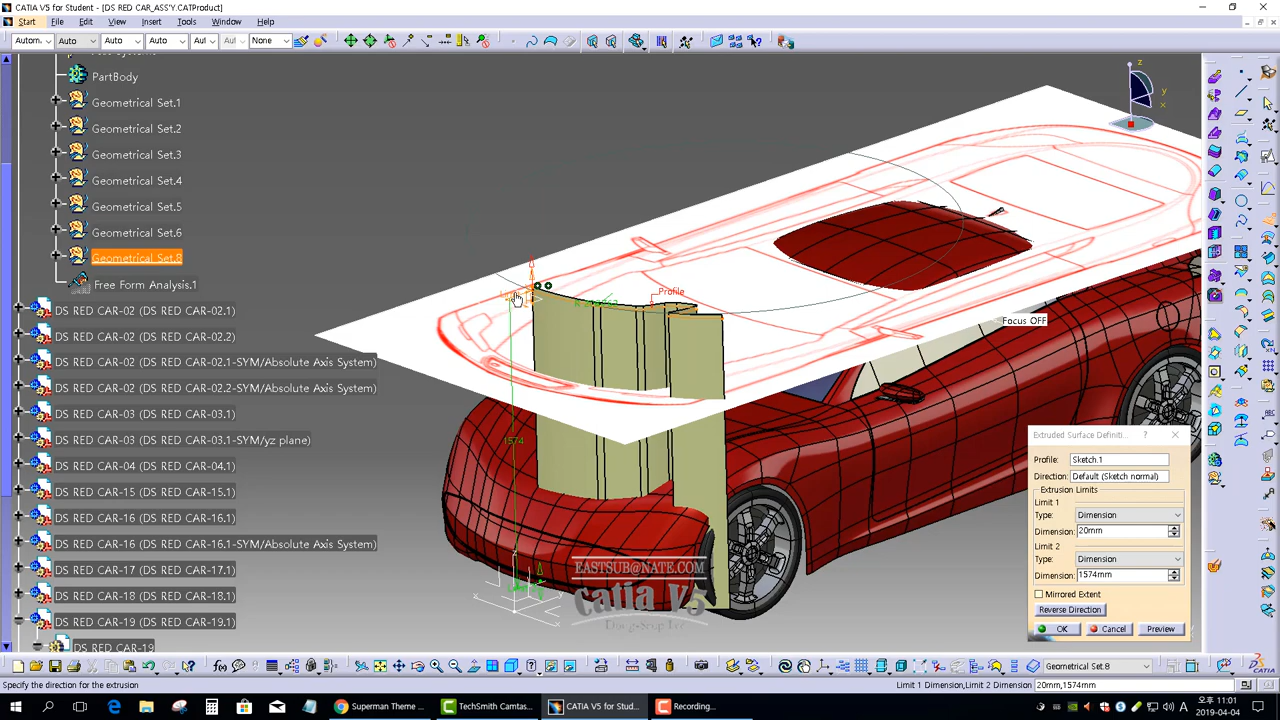 CATIA V5 for Student - [DS RED CAR_ASS'Y.CATProduct]
Start File Edit View Insert Tools Window Help
Autom. Auto Auto Auto Aut Aut None
PartBody
Geometrical Set.1
Geometrical Set.2
Geometrical Set.3
Geometrical Set.4
Geometrical Set.5
Geometrical Set.6
Geometrical Set.8
Free Form Analysis.1
DS RED CAR-02 (DS RED CAR-02.1)
DS RED CAR-02 (DS RED CAR-02.2)
DS RED CAR-02 (DS RED CAR-02.1-SYM/Absolute Axis System)
DS RED CAR-02 (DS RED CAR-02.2-SYM/Absolute Axis System)
DS RED CAR-03 (DS RED CAR-03.1)
DS RED CAR-03 (DS RED CAR-03.1-SYM/yz plane)
DS RED CAR-04 (DS RED CAR-04.1)
DS RED CAR-15 (DS RED CAR-15.1)
DS RED CAR-16 (DS RED CAR-16.1)
DS RED CAR-16 (DS RED CAR-16.1-SYM/Absolute Axis System)
DS RED CAR-17 (DS RED CAR-17.1)
DS RED CAR-18 (DS RED CAR-18.1)
DS RED CAR-19 (DS RED CAR-19.1)
DS RED CAR-19
z
y
x
Profile
Focus OFF
1574
z
x
EASTSUB@NATE.COM
Catia V5
Extruded Surface Definiti... ? ×
Profile: Sketch.1
Direction: Default (Sketch normal)
Extrusion Limits
Limit 1
Type: Dimension
Dimension: 20mm
Limit 2
Type: Dimension
Dimension: 1574mm
Mirrored Extent
Reverse Direction
OK Cancel Preview
Geometrical Set.8
CATIA
Specify the direction for the extrusion
Limit 1 Dimension,Limit 2 Dimension 20mm,1574mm
Superman Theme ...
TechSmith Camtas...
CATIA V5 for Stud...
Recording...
A
오후 11:01
2019-04-04